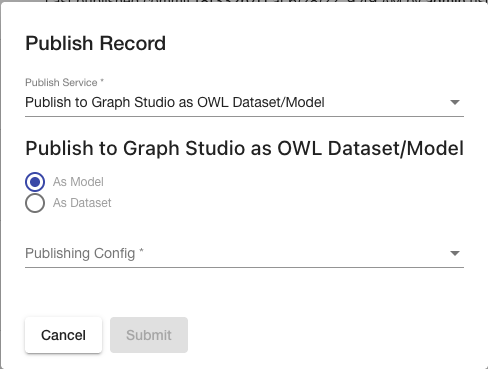 Publish Record
Publish Service *
Publish to Graph Studio as OWL Dataset/Model
Publish to Graph Studio as OWL Dataset/Model
As Model
As Dataset
Publishing Config *
Cancel
Submit